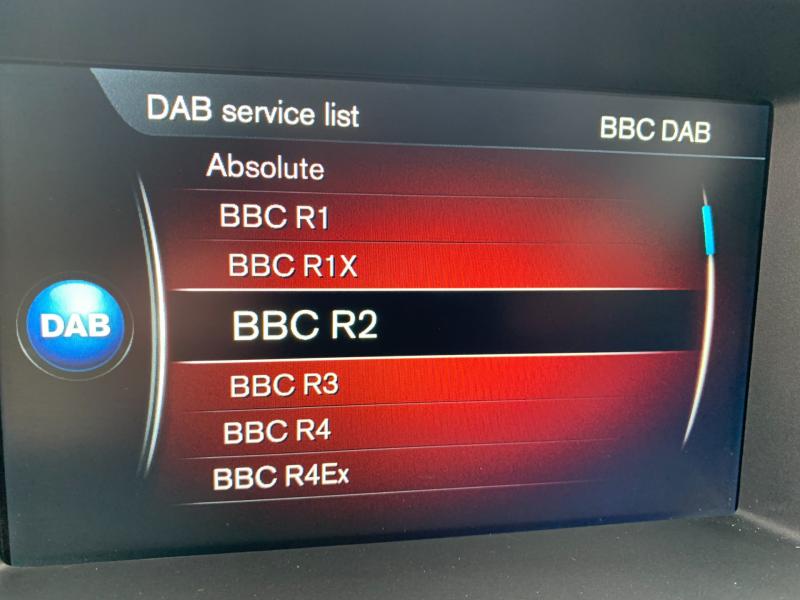 DAB service list
BBC DAB
Absolute
BBC R1
BBC R1X
DAB
BBC R2
BBC R3
BBC R4
BBC R4Ex